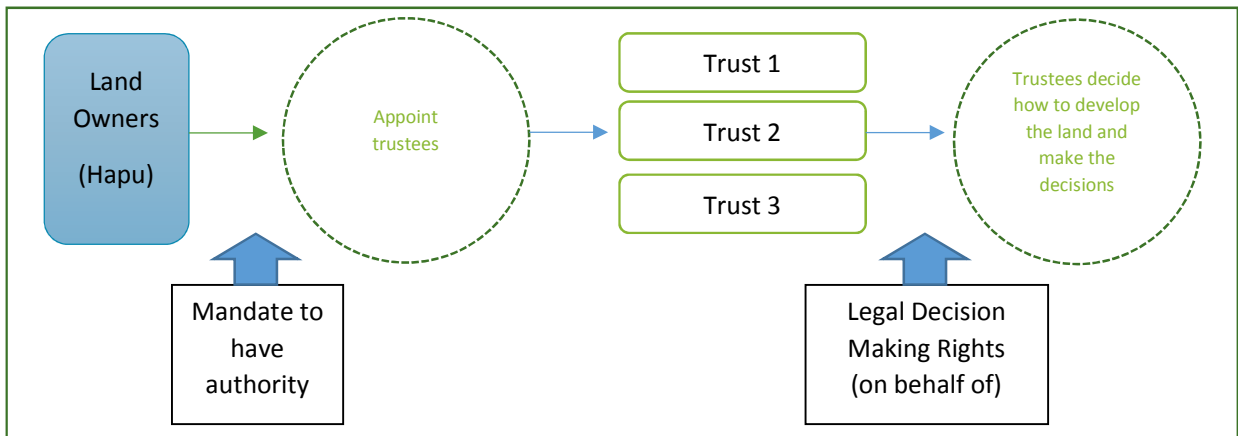 Land
Owners
(Hapu)
Appoint
trustees
Trust 1
Trust 2
Trust 3
Trustees decide
how to develop
the land and
make the
decisions
Mandate to
have
authority
Legal Decision
Making Rights
(on behalf of)